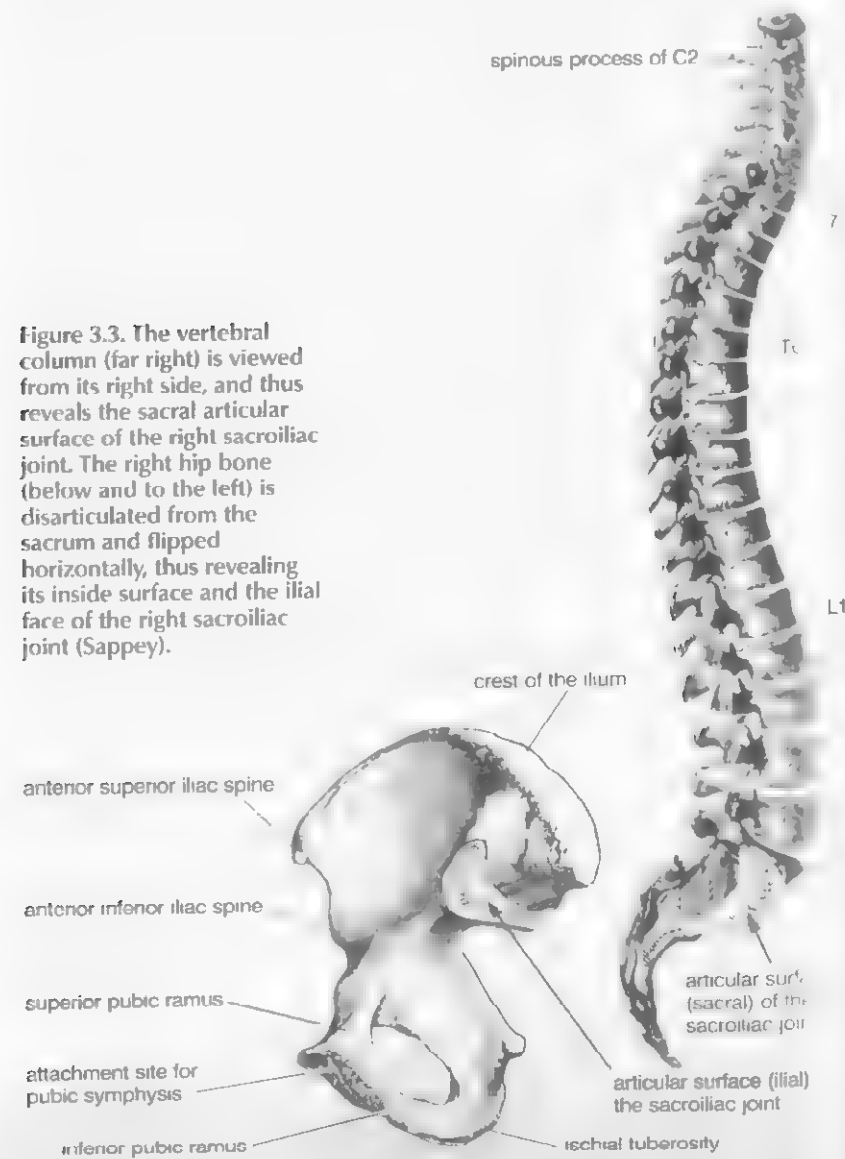 spinous process of C2
7
Figure 3.3. The vertebral
column (far right) is viewed
from its right side, and thus
reveals the sacral articular
surface of the right sacroiliac
joint. The right hip bone
(below and to the left) is
disarticulated from the
sacrum and flipped
horizontally, thus revealing
its inside surface and the ilial
face of the right sacroiliac
joint (Sappey).
L1
crest of the ilium
anterior superior iliac spine
anterior inferior iliac spine
superior pubic ramus
articular
(sacral) of
sacroiliac
attachment site for
pubic symphysis
articular surface (ilial)
the sacroiliac joint
inferior pubic ramus
ischial tuberosity